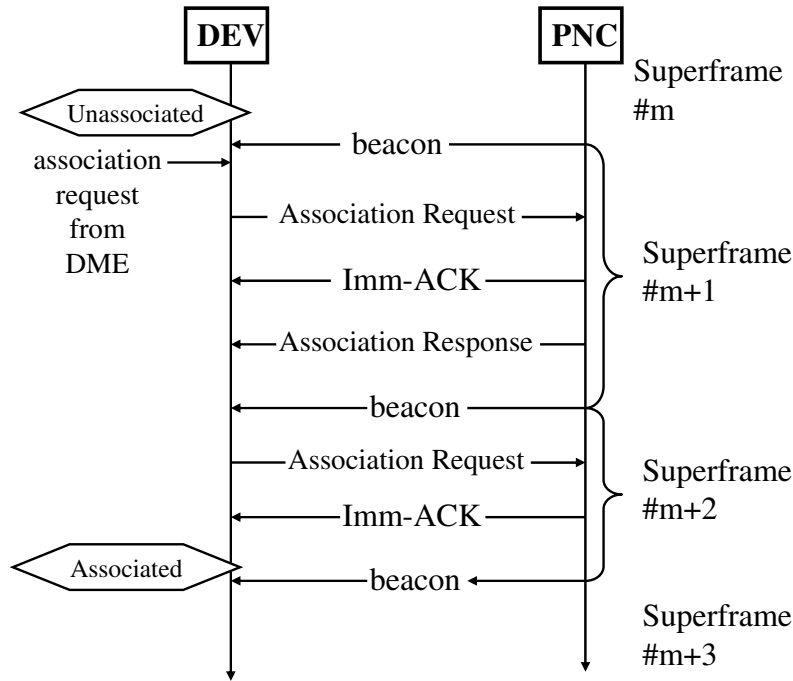 DEV
PNC
Superframe
#m
Unassociated
beacon
association
request
from
DME
Association Request
Superframe
#m+1
Imm-ACK
Association Response
beacon
Association Request
Superframe
#m+2
Imm-ACK
Associated
beacon
Superframe
#m+3